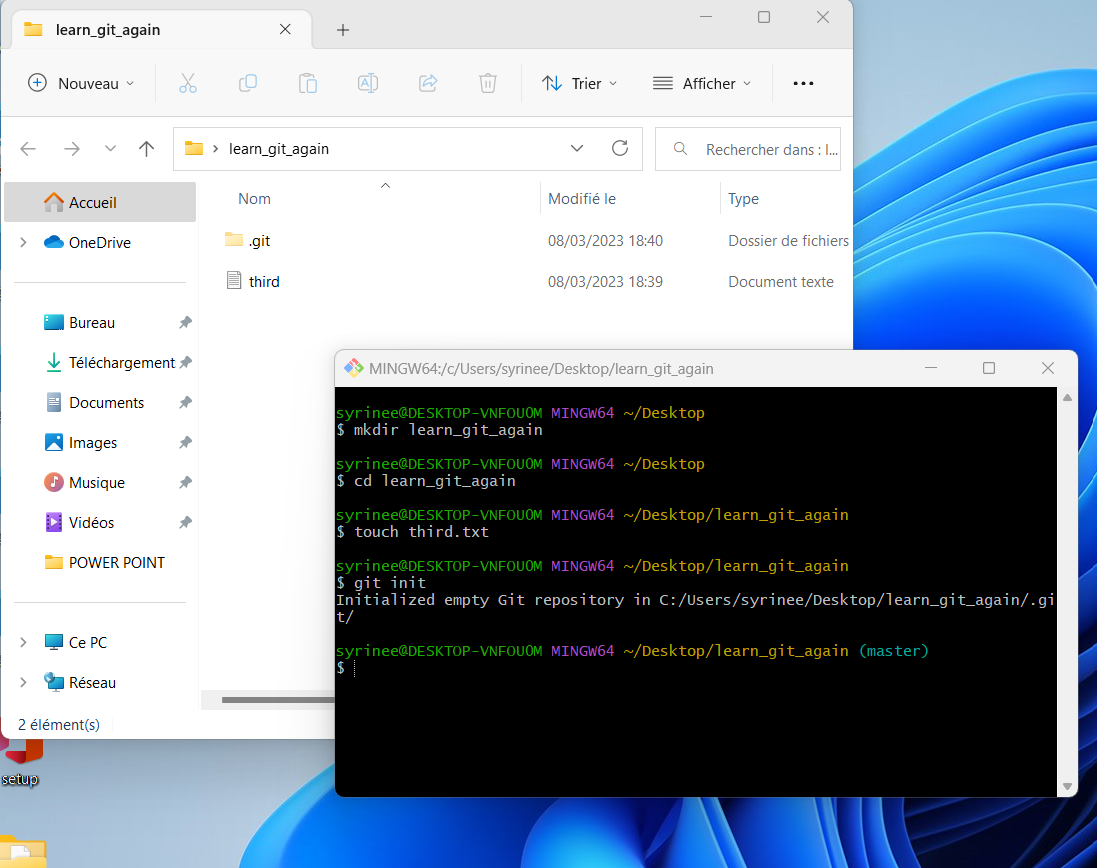 learn_git_again
Nouveau
Trier
Afficher
learn_git_again
Rechercher dans : l...
Accueil
OneDrive
Bureau
Téléchargement
Documents
Images
Musique
Vidéos
POWER POINT
Ce PC
Réseau
Nom Modifié le Type
.git 08/03/2023 18:40 Dossier de fichiers
third 08/03/2023 18:39 Document texte
2 élément(s)
setup
MINGW64:/c/Users/syrinee/Desktop/learn_git_again
syrinee@DESKTOP-VNFOUOM MINGW64 ~/Desktop
$ mkdir learn_git_again
syrinee@DESKTOP-VNFOUOM MINGW64 ~/Desktop
$ cd learn_git_again
syrinee@DESKTOP-VNFOUOM MINGW64 ~/Desktop/learn_git_again
$ touch third.txt
syrinee@DESKTOP-VNFOUOM MINGW64 ~/Desktop/learn_git_again
$ git init
Initialized empty Git repository in C:/Users/syrinee/Desktop/learn_git_again/.gi
t/
syrinee@DESKTOP-VNFOUOM MINGW64 ~/Desktop/learn_git_again (master)
$